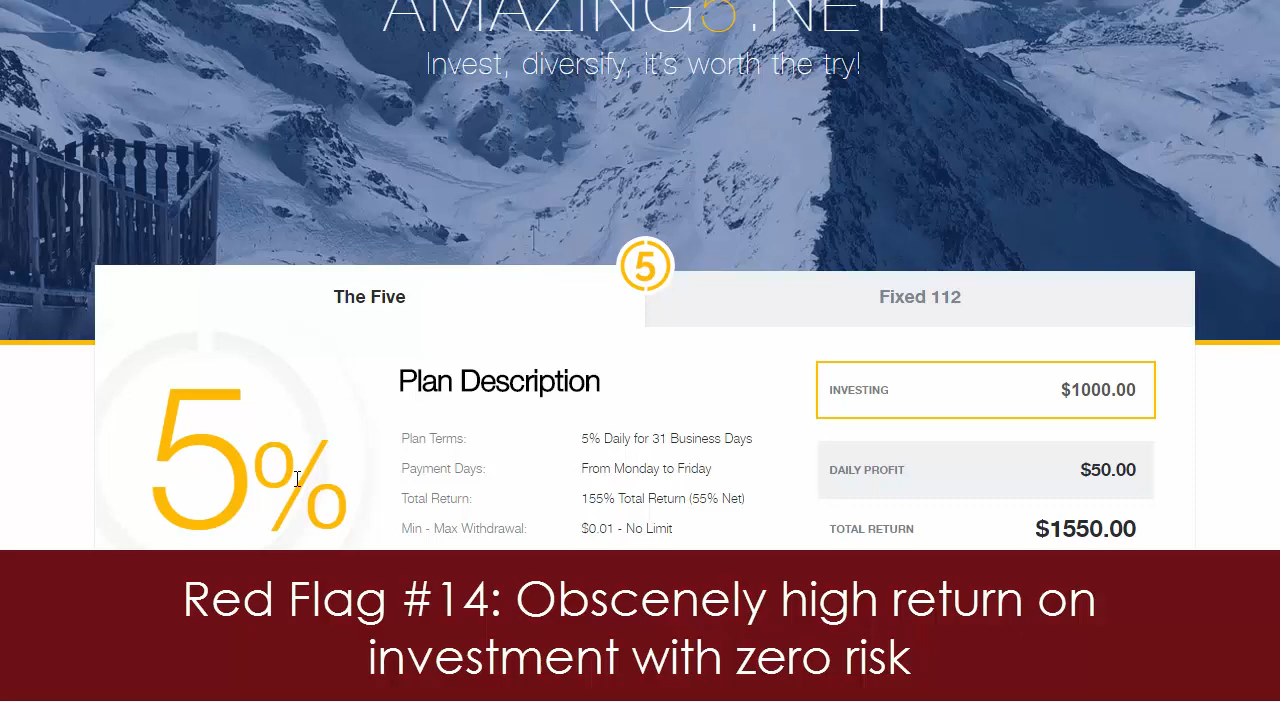 AMAZING5.NET
Invest, diversify, it's worth the try!
5
The Five
Fixed 112
5%
Plan Description
Plan Terms: 5% Daily for 31 Business Days
Payment Days: From Monday to Friday
Total Return: 155% Total Return (55% Net)
Min - Max Withdrawal: $0.01 - No Limit
INVESTING $1000.00
DAILY PROFIT $50.00
TOTAL RETURN $1550.00
Red Flag #14: Obscenely high return on
investment with zero risk